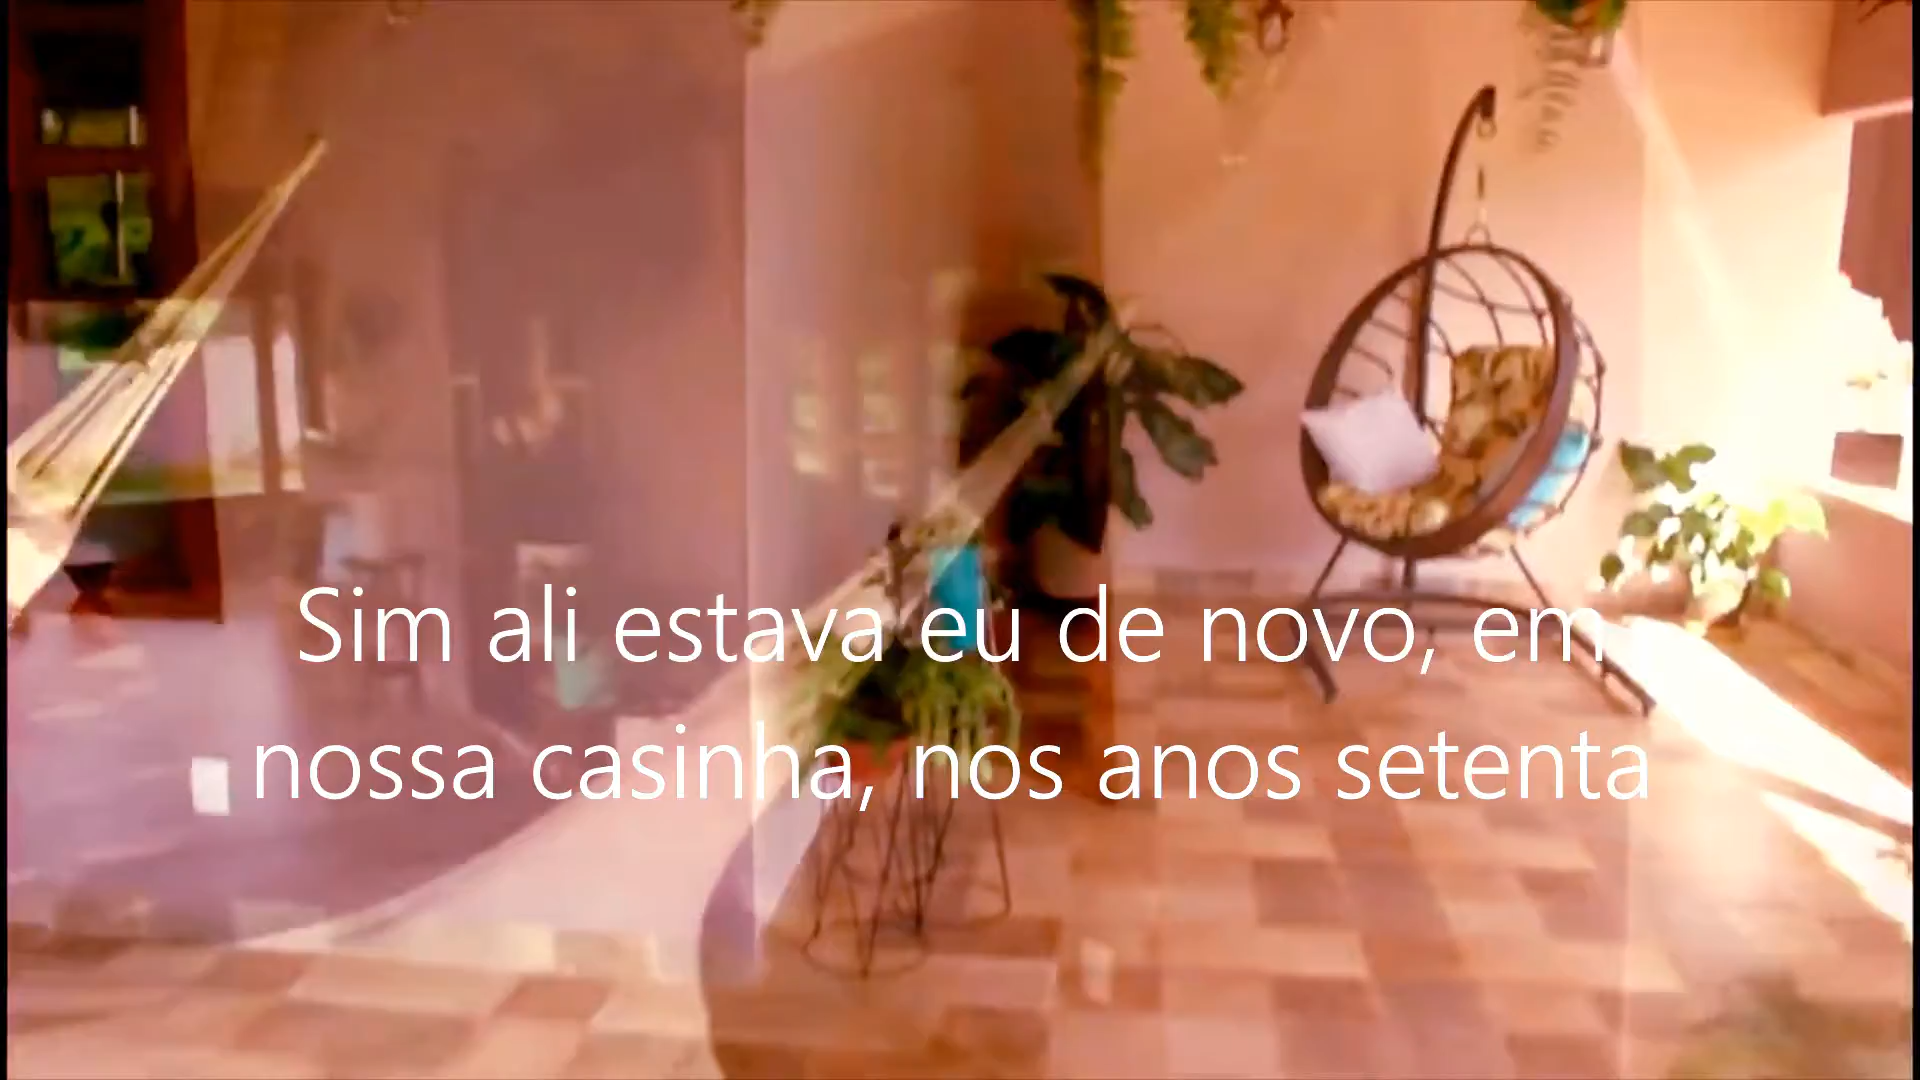 Sim ali estava eu de novo, em
nossa casinha, nos anos setenta